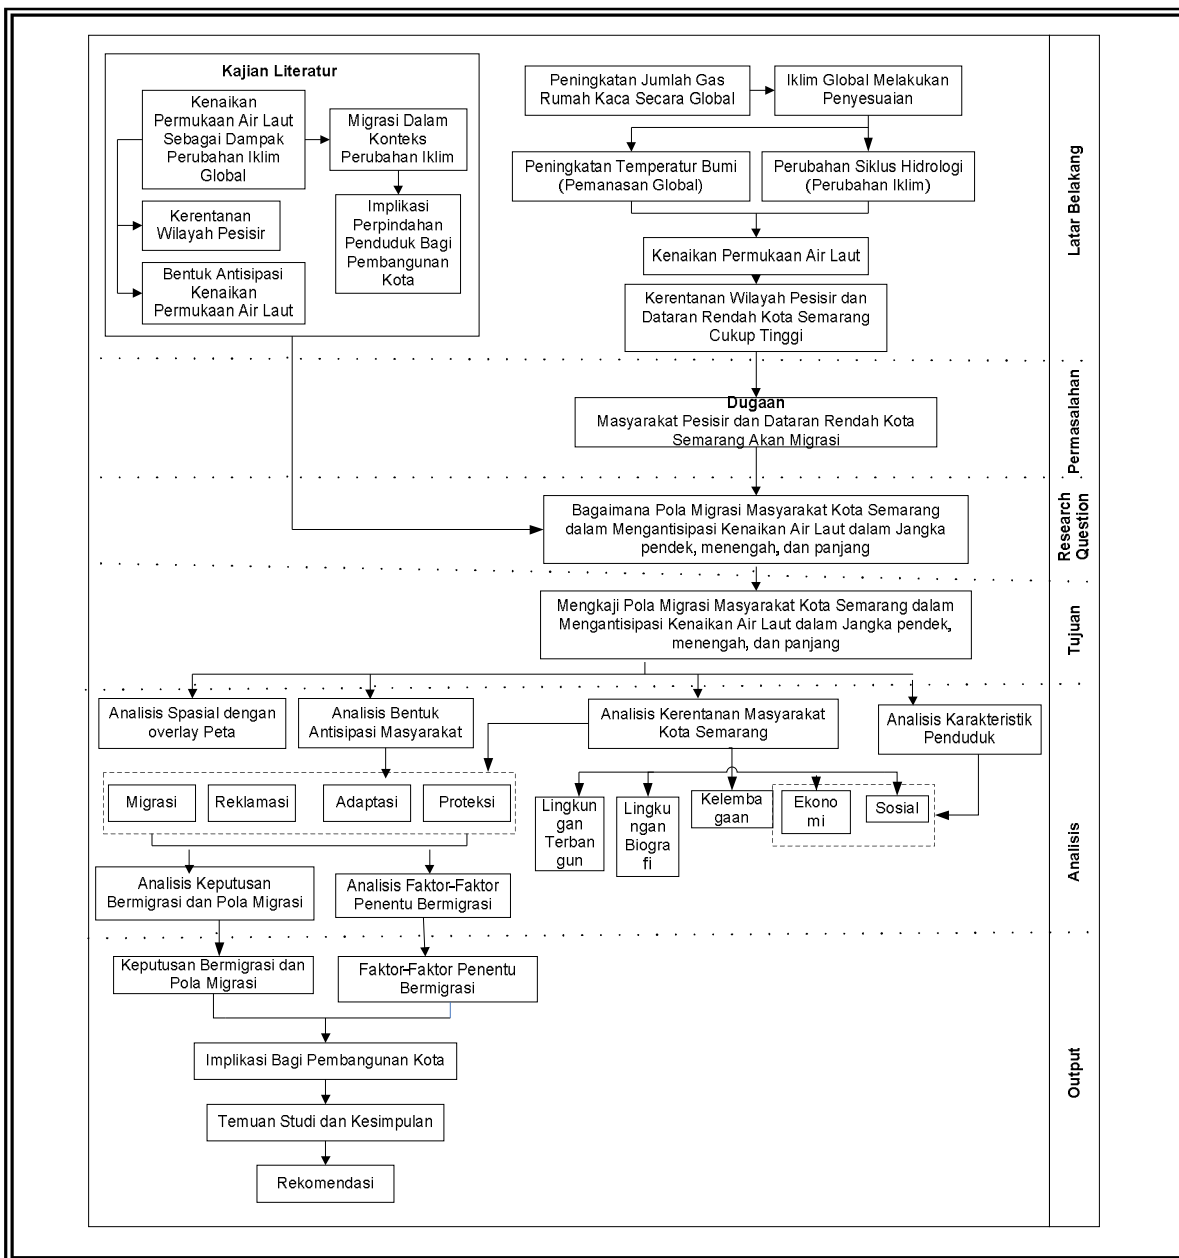 Kajian Literatur
Kenaikan
Permukaan Air Laut
Sebagai Dampak
Perubahan Iklim
Global
Migrasi Dalam
Konteks
Perubahan Iklim
Kerentanan
Wilayah Pesisir
Implikasi
Perpindahan
Penduduk Bagi
Pembangunan
Kota
Bentuk Antisipasi
Kenaikan
Permukaan Air Laut
Peningkatan Jumlah Gas
Rumah Kaca Secara Global
Iklim Global Melakukan
Penyesuaian
Peningkatan Temperatur Bumi
(Pemanasan Global)
Perubahan Siklus Hidrologi
(Perubahan Iklim)
Kenaikan Permukaan Air Laut
Kerentanan Wilayah Pesisir dan
Dataran Rendah Kota Semarang
Cukup Tinggi
Latar Belakang
Dugaan
Masyarakat Pesisir dan Dataran Rendah Kota
Semarang Akan Migrasi
Permasalahan
Bagaimana Pola Migrasi Masyarakat Kota Semarang
dalam Mengantisipasi Kenaikan Air Laut dalam Jangka
pendek, menengah, dan panjang
Research
Question
Mengkaji Pola Migrasi Masyarakat Kota Semarang dalam
Mengantisipasi Kenaikan Air Laut dalam Jangka pendek,
menengah, dan panjang
Tujuan
Analisis Spasial dengan
overlay Peta
Analisis Bentuk
Antisipasi Masyarakat
Analisis Kerentanan Masyarakat
Kota Semarang
Analisis Karakteristik
Penduduk
Migrasi
Reklamasi
Adaptasi
Proteksi
Lingkun
gan
Terban
gun
Lingku
ngan
Biogra
fi
Kelemba
gaan
Ekono
mi
Sosial
Analisis Keputusan
Bermigrasi dan Pola Migrasi
Analisis Faktor-Faktor
Penentu Bermigrasi
Analisis
Keputusan Bermigrasi dan
Pola Migrasi
Faktor-Faktor Penentu
Bermigrasi
Implikasi Bagi Pembangunan Kota
Temuan Studi dan Kesimpulan
Rekomendasi
Output